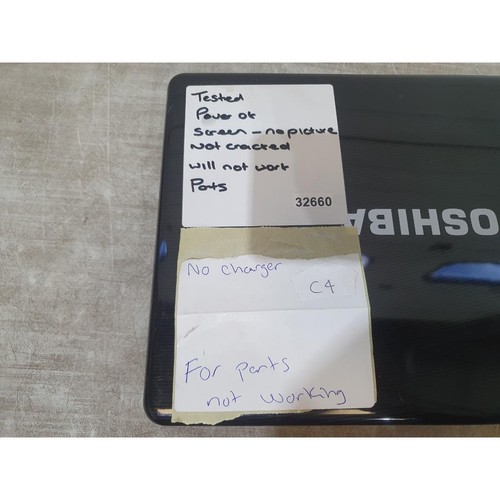 Tested
Power ok
Screen - no picture
Not cracked
will not work
Parts
32660
OSHIBA
No charger
C4
For parts
not working